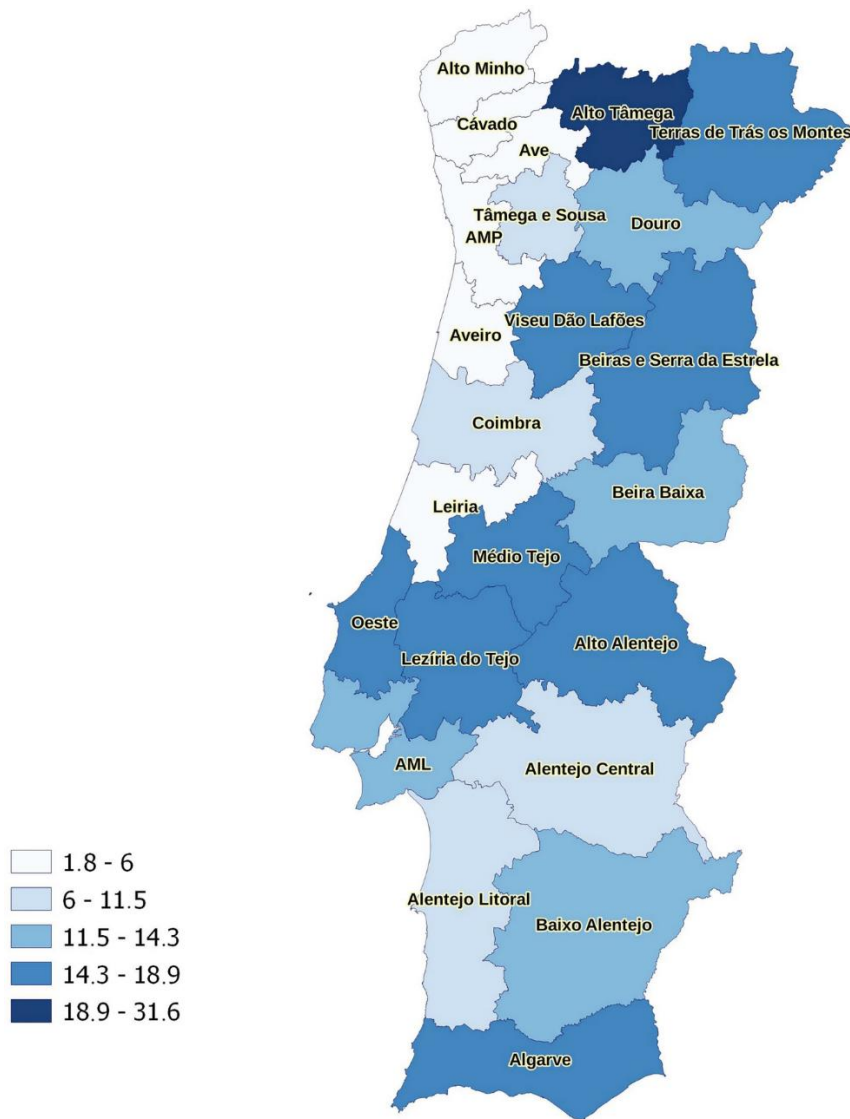 Alto Minho
Alto Tâmega
Cávado
Terras de Trás os Montes
Ave
Tâmega e Sousa
Douro
AMP
Viseu Dão Lafões
Aveiro
Beiras e Serra da Estrela
Coimbra
Beira Baixa
Leiria
Médio Tejo
Oeste
Alto Alentejo
Lezíria do Tejo
AML
Alentejo Central
Alentejo Litoral
Baixo Alentejo
Algarve
1.8 - 6
6 - 11.5
11.5 - 14.3
14.3 - 18.9
18.9 - 31.6